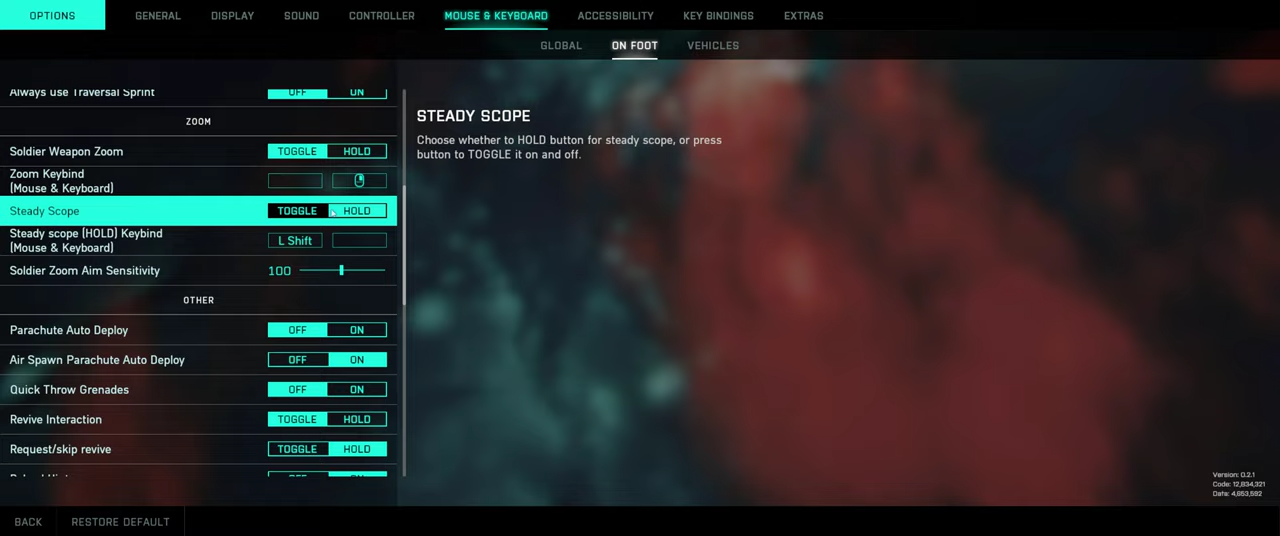 OPTIONS GENERAL DISPLAY SOUND CONTROLLER MOUSE & KEYBOARD ACCESSIBILITY KEY BINDINGS EXTRAS
GLOBAL ON FOOT VEHICLES
Always use Traversal Sprint OFF ON
ZOOM
Soldier Weapon Zoom TOGGLE HOLD
Zoom Keybind
(Mouse & Keyboard)
Steady Scope TOGGLE HOLD
Steady scope (HOLD) Keybind
(Mouse & Keyboard) L Shift
Soldier Zoom Aim Sensitivity 100
OTHER
Parachute Auto Deploy OFF ON
Air Spawn Parachute Auto Deploy OFF ON
Quick Throw Grenades OFF ON
Revive Interaction TOGGLE HOLD
Request/skip revive TOGGLE HOLD
STEADY SCOPE
Choose whether to HOLD button for steady scope, or press
button to TOGGLE it on and off.
Version: 0.2.1
Code: 12,834,321
Data: 4,653,592
BACK RESTORE DEFAULT